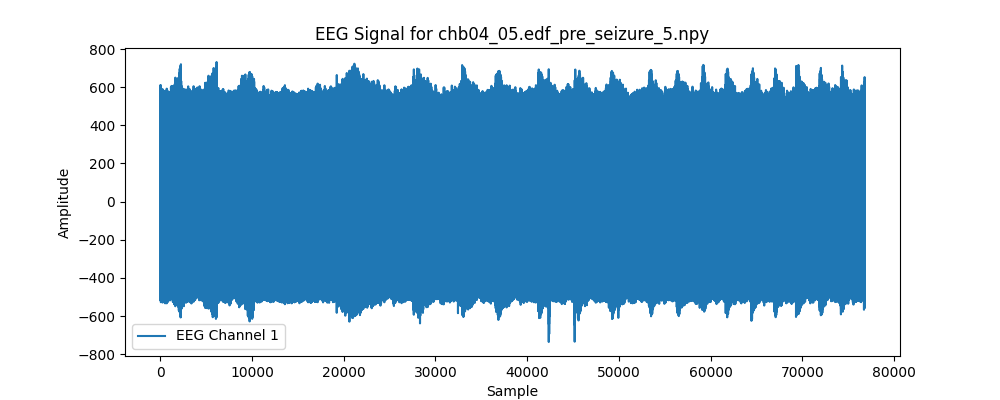 EEG Signal for chb04_05.edf_pre_seizure_5.npy
800
600
400
200
0
−200
−400
−600
−800
Amplitude
EEG Channel 1
0 10000 20000 30000 40000 50000 60000 70000 80000
Sample